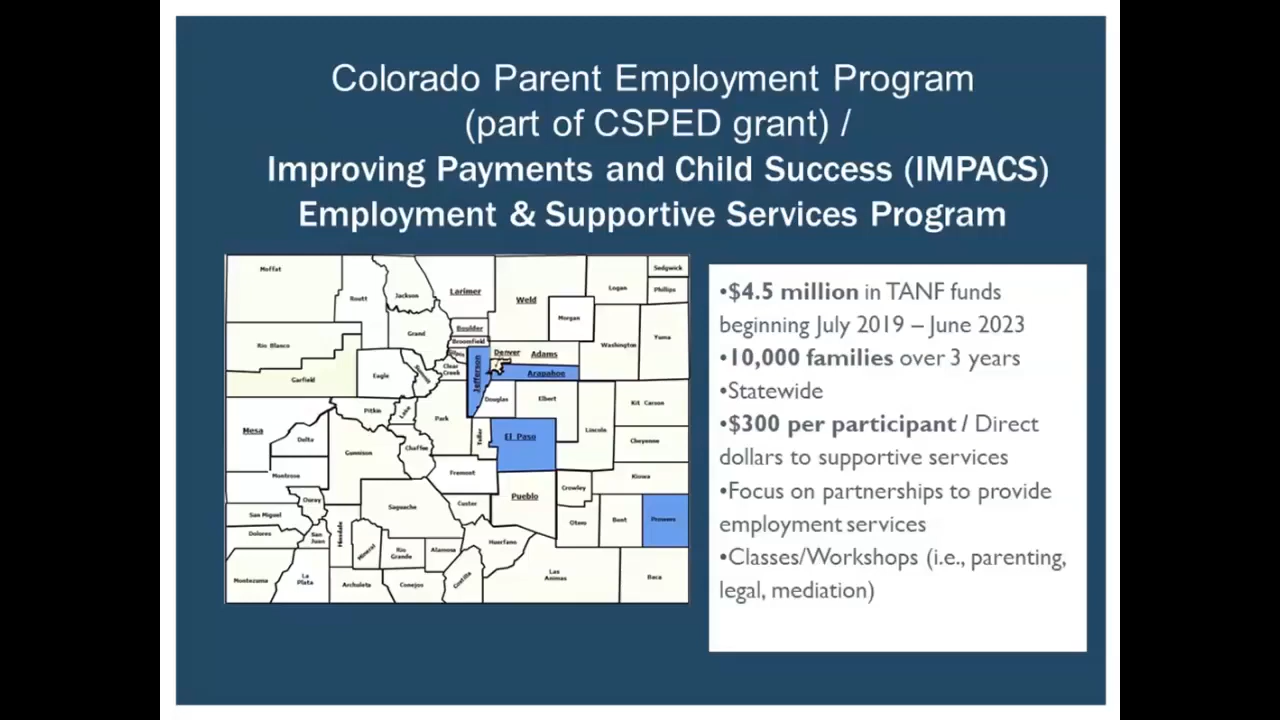 Colorado Parent Employment Program
(part of CSPED grant) /
Improving Payments and Child Success (IMPACS)
Employment & Supportive Services Program
Moffat
Routt
Jackson
Larimer
Weld
Logan
Sedgwick
Phillips
Morgan
Grand
Boulder
Broomfield
Rio Blanco
Washington
Yuma
Denver
Adams
Clear
Creek
Jefferson
Arapahoe
Garfield
Eagle
Douglas
Elbert
Kit Carson
Pitkin
Lake
Park
Lincoln
Mesa
Delta
Teller
El Paso
Cheyenne
Gunnison
Chaffee
Fremont
Kiowa
Montrose
Ouray
Pueblo
Crowley
Saguache
Custer
San Miguel
Otero
Bent
Prowers
Dolores
San
Juan
Hinsdale
Mineral
Rio
Grande
Alamosa
Huerfano
Montezuma
La
Plata
Archuleta
Conejos
Costilla
Las
Animas
Baca
•$4.5 million in TANF funds
beginning July 2019 – June 2023
•10,000 families over 3 years
•Statewide
•$300 per participant / Direct
dollars to supportive services
•Focus on partnerships to provide
employment services
•Classes/Workshops (i.e., parenting,
legal, mediation)